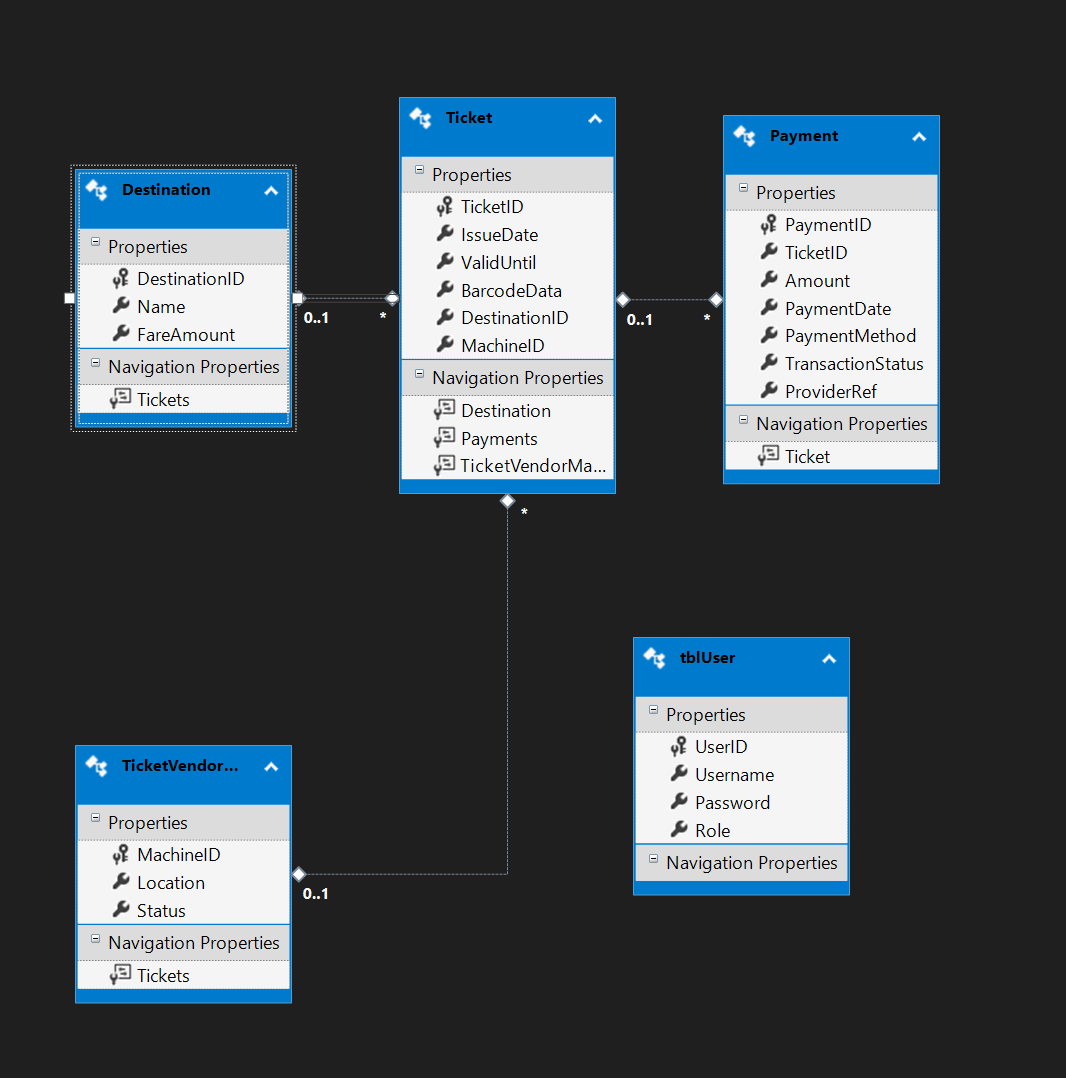 Ticket
Properties
TicketID
IssueDate
ValidUntil
BarcodeData
DestinationID
MachineID
Navigation Properties
Destination
Payments
TicketVendorMa...
Payment
Properties
PaymentID
TicketID
Amount
PaymentDate
PaymentMethod
TransactionStatus
ProviderRef
Navigation Properties
Ticket
Destination
Properties
DestinationID
Name
FareAmount
Navigation Properties
Tickets
0..1
*
0..1
*
*
tblUser
Properties
UserID
Username
Password
Role
Navigation Properties
TicketVendor...
Properties
MachineID
Location
Status
Navigation Properties
Tickets
0..1